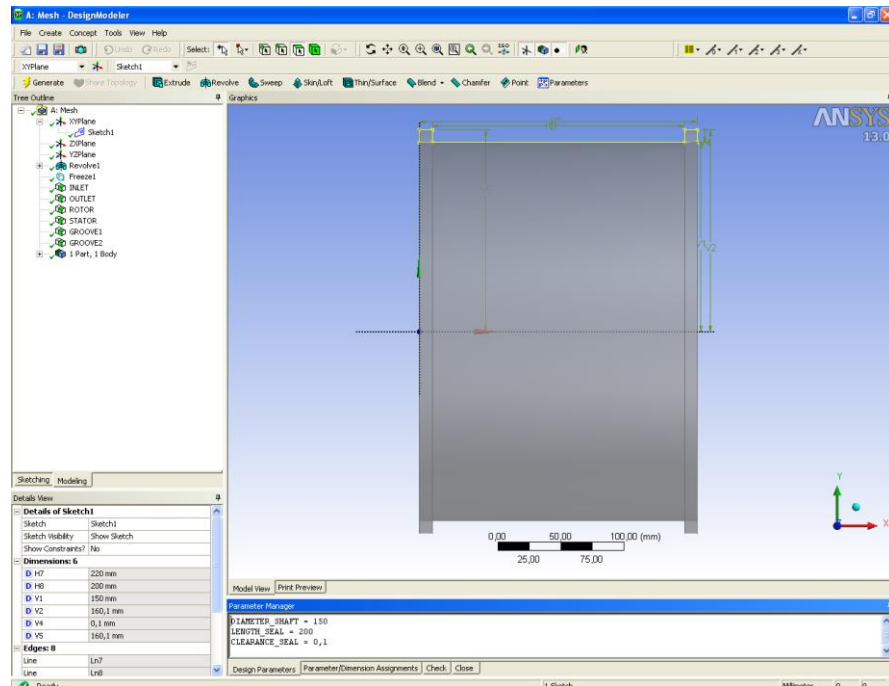 A: Mesh - DesignModeler
File Create Concept Tools View Help
Undo Redo Select:
XYPlane Sketch1
Generate Share Topology Extrude Revolve Sweep Skin/Loft Thin/Surface Blend Chamfer Point Parameters
Tree Outline
A: Mesh
XYPlane
Sketch1
ZXPlane
YZPlane
Revolve1
Freeze1
INLET
OUTLET
ROTOR
STATOR
GROOVE1
GROOVE2
1 Part, 1 Body
Sketching Modeling
Details View
Details of Sketch1
Sketch Sketch1
Sketch Visibility Show Sketch
Show Constraints? No
Dimensions: 6
D H7 220 mm
D H8 200 mm
D V1 150 mm
D V2 160,1 mm
D V4 0,1 mm
D V5 160,1 mm
Edges: 8
Line Ln7
Line Ln8
Graphics
ANSYS
13.0
V2
0,00 50,00 100,00 (mm)
25,00 75,00
Y
X
Model View Print Preview
Parameter Manager
DIAMETER_SHAFT = 150
LENGTH_SEAL = 200
CLEARANCE_SEAL = 0,1
Design Parameters Parameter/Dimension Assignments Check Close
Ready 1 Sketch Millimeter 0 0